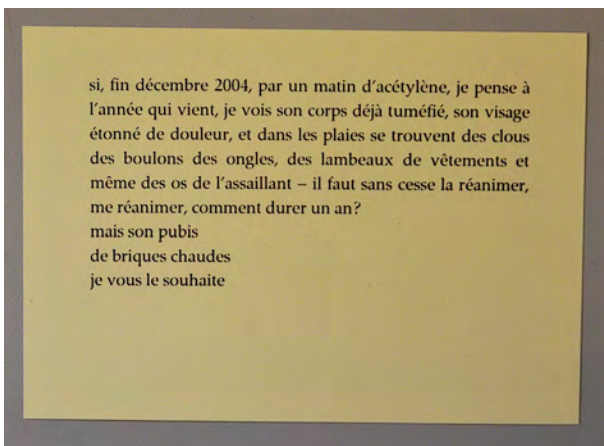 si, fin décembre 2004, par un matin d’acétylène, je pense à
l’année qui vient, je vois son corps déjà tuméfié, son visage
étonné de douleur, et dans les plaies se trouvent des clous
des boulons des ongles, des lambeaux de vêtements et
même des os de l’assaillant – il faut sans cesse la réanimer,
me réanimer, comment durer un an?
mais son pubis
de briques chaudes
je vous le souhaite